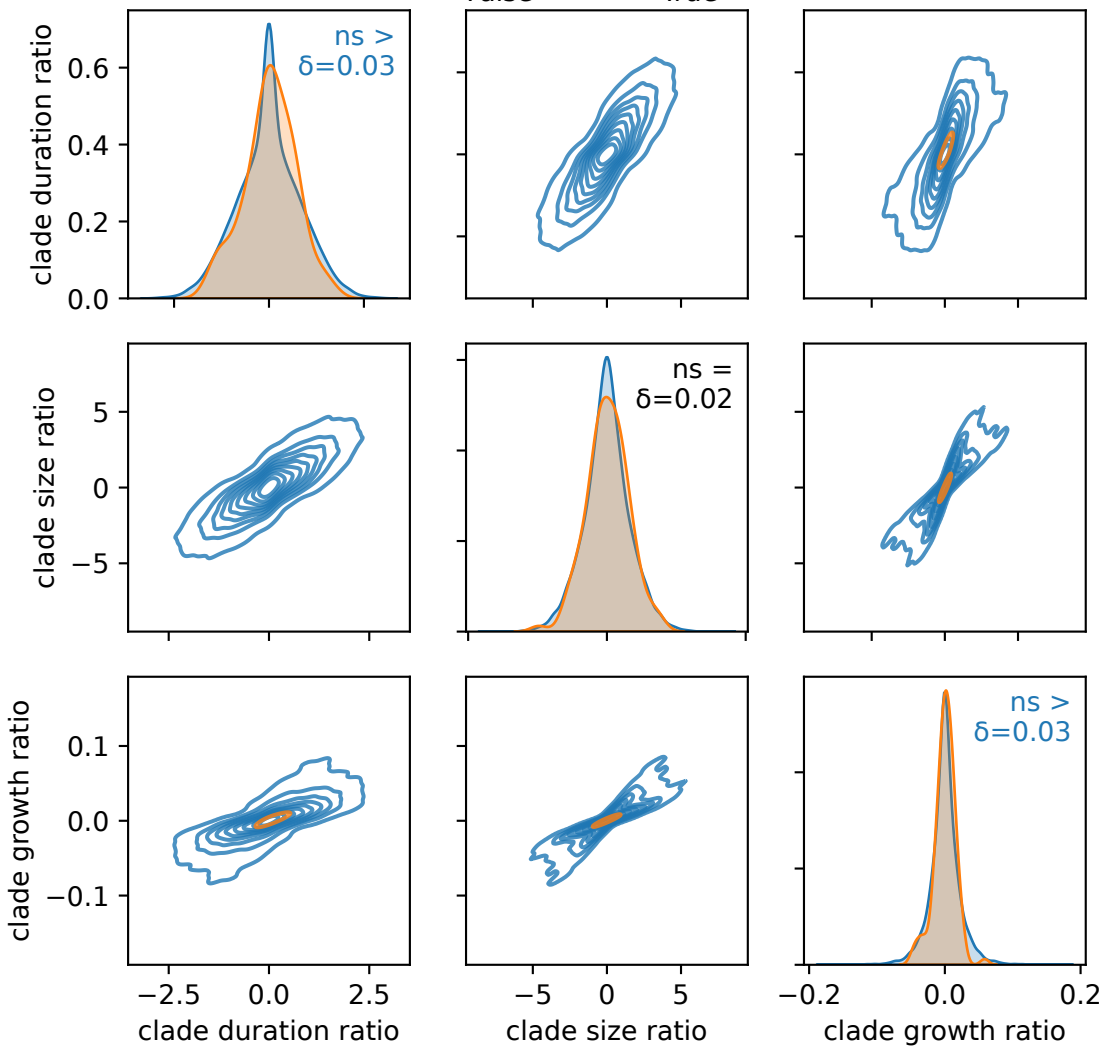 clade duration ratio
0.6
0.4
0.2
0.0
ns >
δ=0.03
clade size ratio
5
0
−5
ns =
δ=0.02
clade growth ratio
0.1
0.0
−0.1
ns >
δ=0.03
−2.5 0.0 2.5
−5 0 5
−0.2 0.0 0.2
clade duration ratio
clade size ratio
clade growth ratio